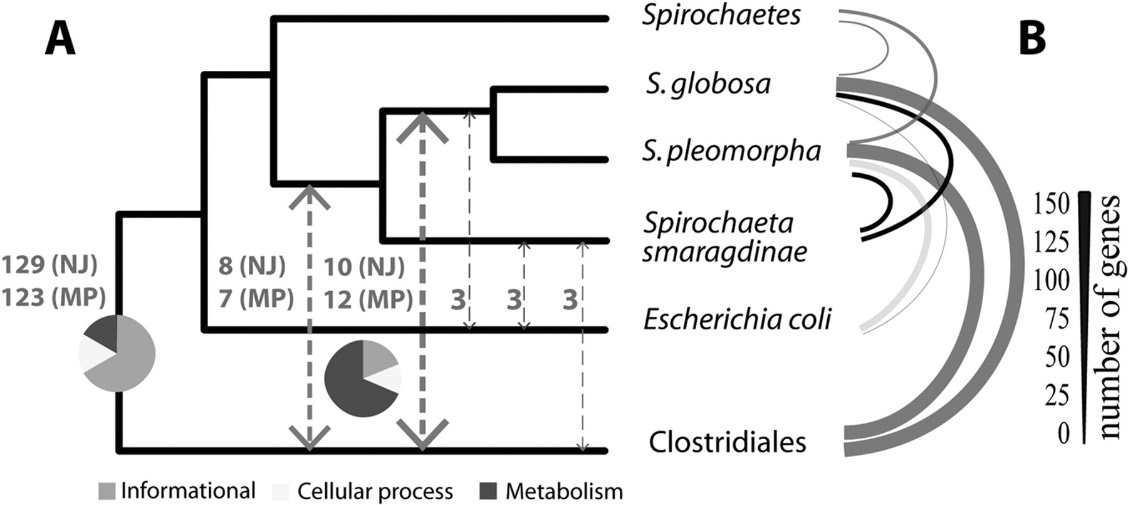 A
B
Spirochaetes
S. globosa
S. pleomorpha
Spirochaeta
smaragdinae
Escherichia coli
Clostridiales
129 (NJ)
123 (MP)
8 (NJ)
7 (MP)
10 (NJ)
12 (MP)
3
3
3
150
125
100
75
50
25
0
number of genes
Informational
Cellular process
Metabolism